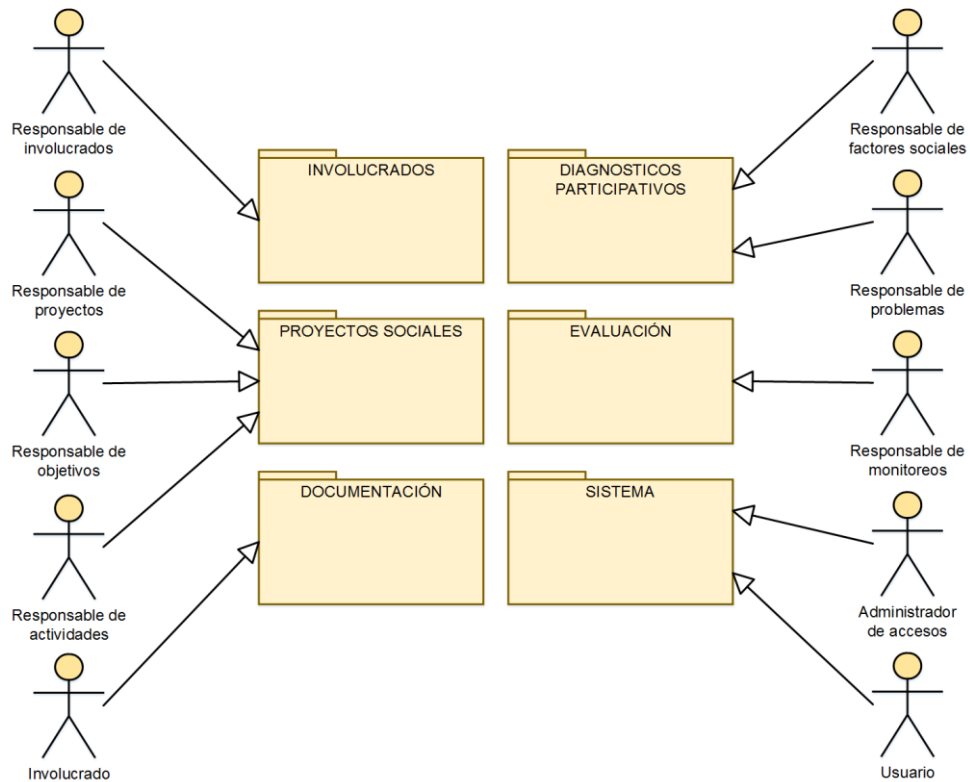 Responsable de
involucrados
Responsable de
factores sociales
INVOLUCRADOS
DIAGNOSTICOS
PARTICIPATIVOS
Responsable de
proyectos
Responsable de
problemas
PROYECTOS SOCIALES
EVALUACIÓN
Responsable de
objetivos
Responsable de
monitoreos
DOCUMENTACIÓN
SISTEMA
Responsable de
actividades
Administrador
de accesos
Involucrado
Usuario